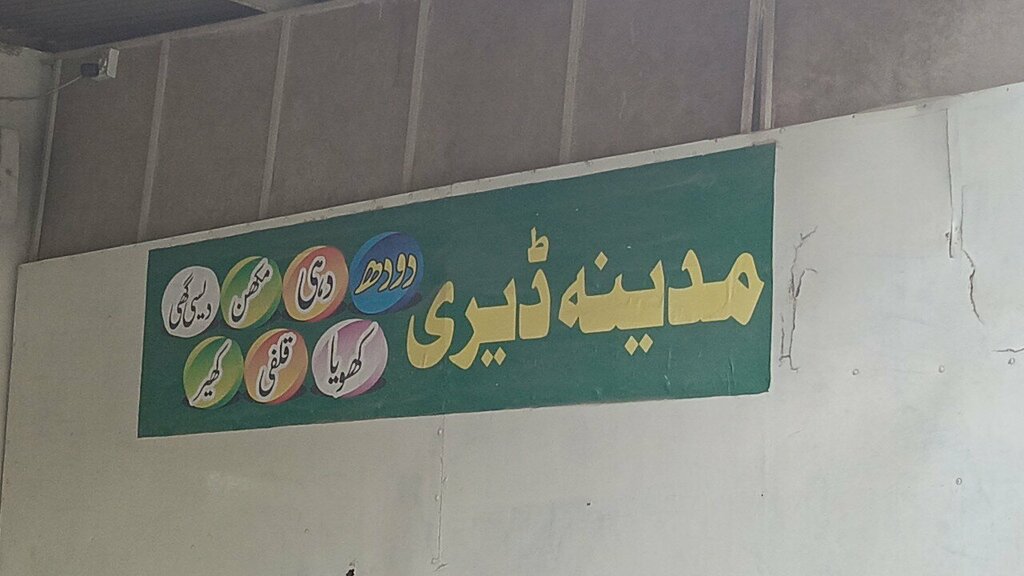 مدینہ ڈیری
دودھ دہی مکھن دیسی گھی
کھویا قلفی کھیر